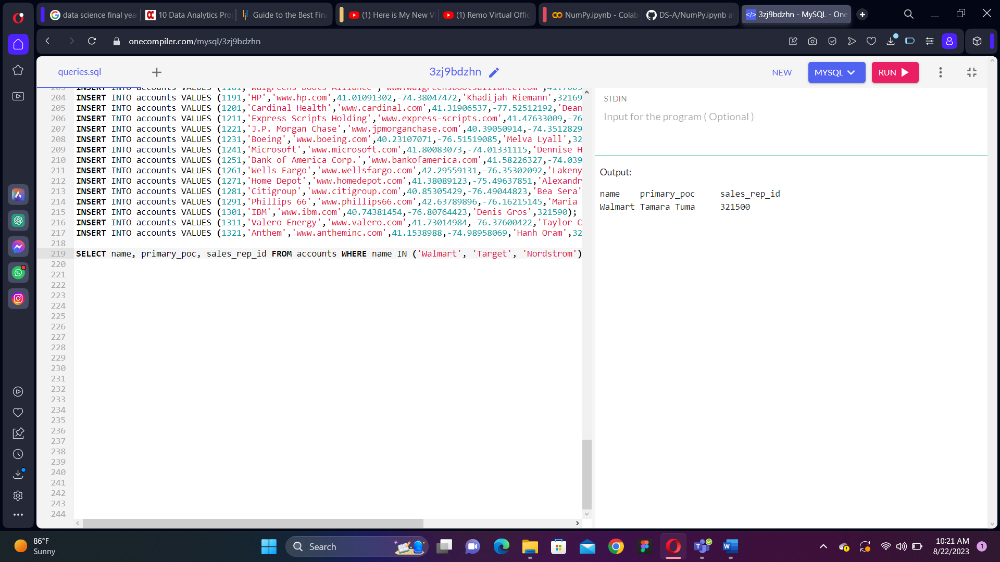 data science final yea
10 Data Analytics Proj
Guide to the Best Fina
(1) Here is My New Vi
(1) Remo Virtual Offic
NumPy.ipynb - Colab
DS-A/NumPy.ipynb a
3zj9bdzhn - MySQL - One
onecompiler.com/mysql/3zj9bdzhn
queries.sql
3zj9bdzhn
NEW
MYSQL
RUN
204 INSERT INTO accounts VALUES (1191,'HP','www.hp.com',41.01091302,-74.38047472,'Khadijah Riemann',32169
205 INSERT INTO accounts VALUES (1201,'Cardinal Health','www.cardinal.com',41.31906537,-77.52512192,'Dean
206 INSERT INTO accounts VALUES (1211,'Express Scripts Holding','www.express-scripts.com',41.47633009,-76
207 INSERT INTO accounts VALUES (1221,'J.P. Morgan Chase','www.jpmorganchase.com',40.39050914,-74.3512829
208 INSERT INTO accounts VALUES (1231,'Boeing','www.boeing.com',40.23107071,-76.51519085,'Melva Lyall',32
209 INSERT INTO accounts VALUES (1241,'Microsoft','www.microsoft.com',41.80083073,-74.01331115,'Dennise H
210 INSERT INTO accounts VALUES (1251,'Bank of America Corp.','www.bankofamerica.com',41.58226327,-74.039
211 INSERT INTO accounts VALUES (1261,'Wells Fargo','www.wellsfargo.com',42.29559131,-76.35302092,'Lakeny
212 INSERT INTO accounts VALUES (1271,'Home Depot','www.homedepot.com',41.38089123,-75.49637851,'Alexandr
213 INSERT INTO accounts VALUES (1281,'Citigroup','www.citigroup.com',40.85305429,-76.49044823,'Bea Sera'
214 INSERT INTO accounts VALUES (1291,'Phillips 66','www.phillips66.com',42.63789896,-76.16215145,'Maria
215 INSERT INTO accounts VALUES (1301,'IBM','www.ibm.com',40.74381454,-76.80764423,'Denis Gros',321590);
216 INSERT INTO accounts VALUES (1311,'Valero Energy','www.valero.com',41.73014984,-76.37600422,'Taylor C
217 INSERT INTO accounts VALUES (1321,'Anthem','www.antheminc.com',41.1538988,-74.98958069,'Hanh Oram',32
218
219 SELECT name, primary_poc, sales_rep_id FROM accounts WHERE name IN ('Walmart', 'Target', 'Nordstrom')
220
221
222
223
224
225
226
227
228
229
230
231
232
233
234
235
236
237
238
239
240
241
242
243
244
STDIN
Input for the program ( Optional )
Output:
name primary_poc sales_rep_id
Walmart Tamara Tuma 321500
86°F
Sunny
Search
10:21 AM
8/22/2023
1